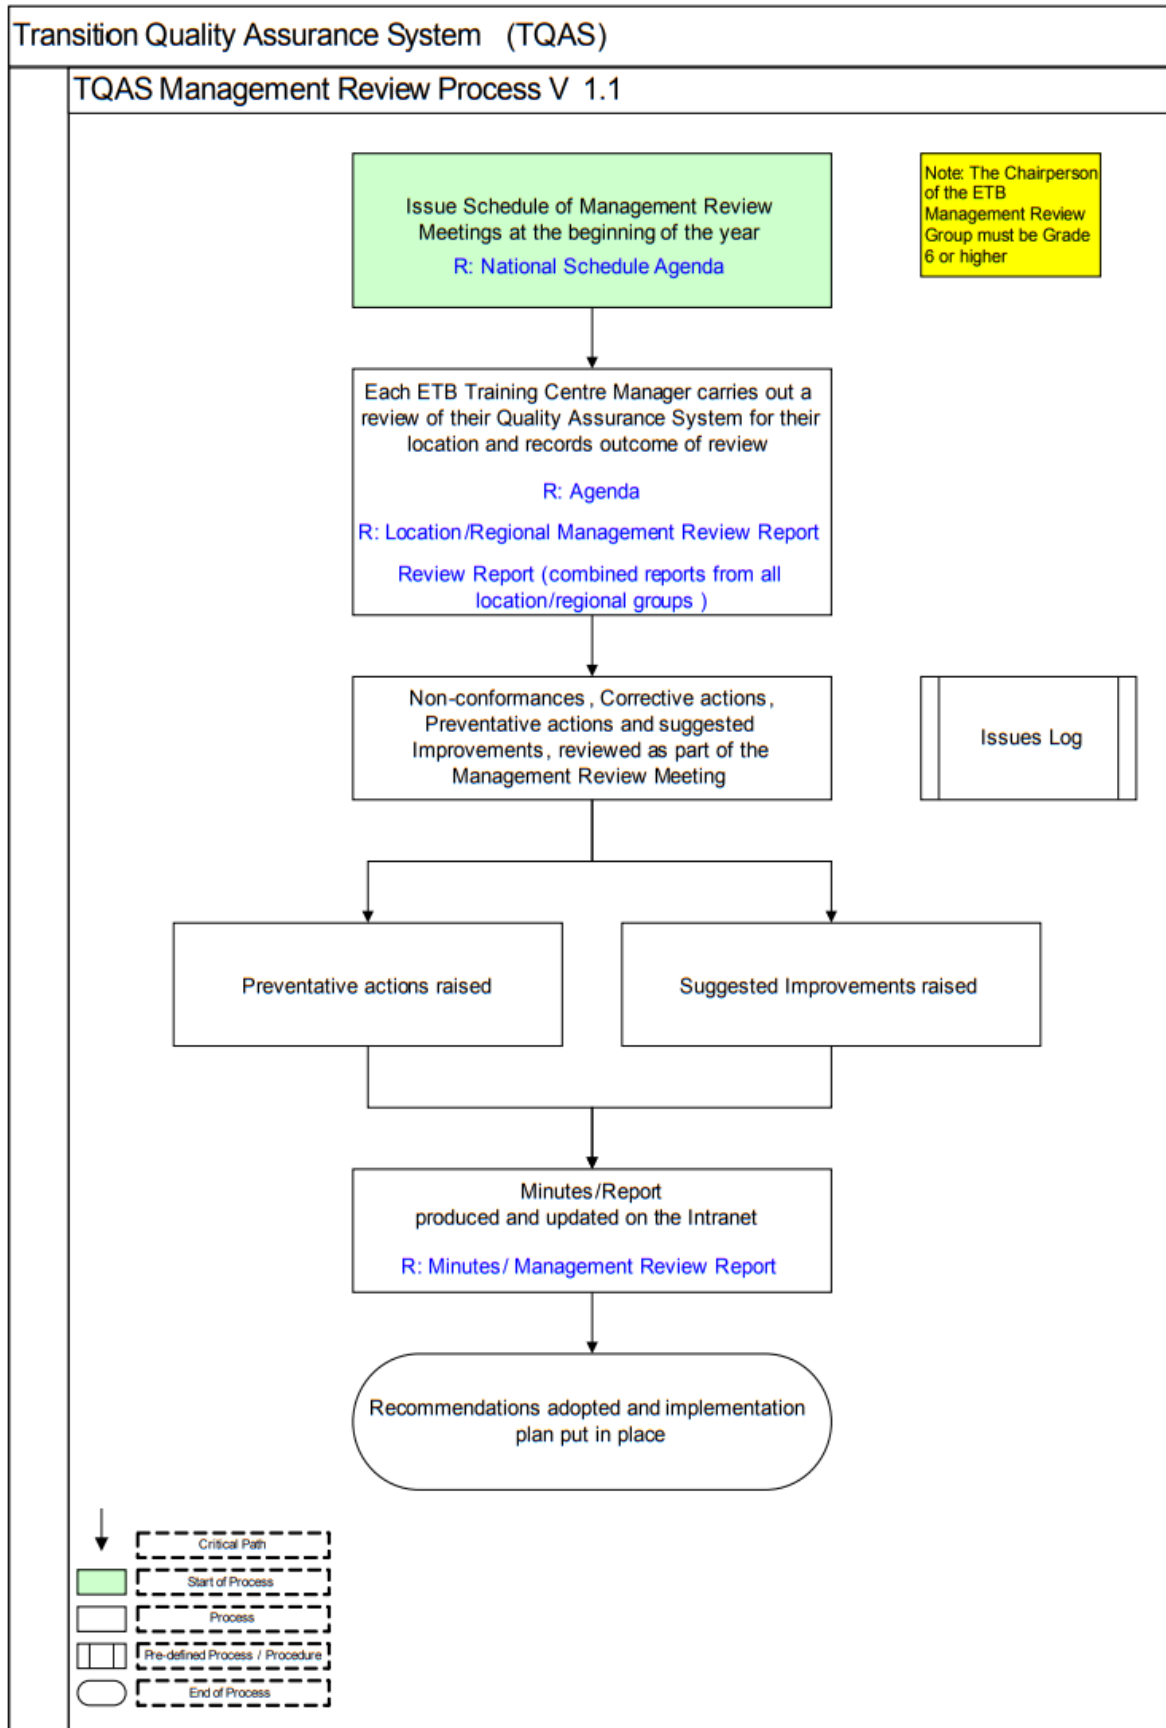 Transition Quality Assurance System (TQAS)
TQAS Management Review Process V 1.1
Issue Schedule of Management Review
Meetings at the beginning of the year
R: National Schedule Agenda
Note: The Chairperson
of the ETB
Management Review
Group must be Grade
6 or higher
Each ETB Training Centre Manager carries out a
review of their Quality Assurance System for their
location and records outcome of review
R: Agenda
R: Location/Regional Management Review Report
Review Report (combined reports from all
location/regional groups )
Non-conformances, Corrective actions,
Preventative actions and suggested
Improvements, reviewed as part of the
Management Review Meeting
Issues Log
Preventative actions raised
Suggested Improvements raised
Minutes/Report
produced and updated on the Intranet
R: Minutes/ Management Review Report
Recommendations adopted and implementation
plan put in place
Critical Path
Start of Process
Process
Pre-defined Process / Procedure
End of Process